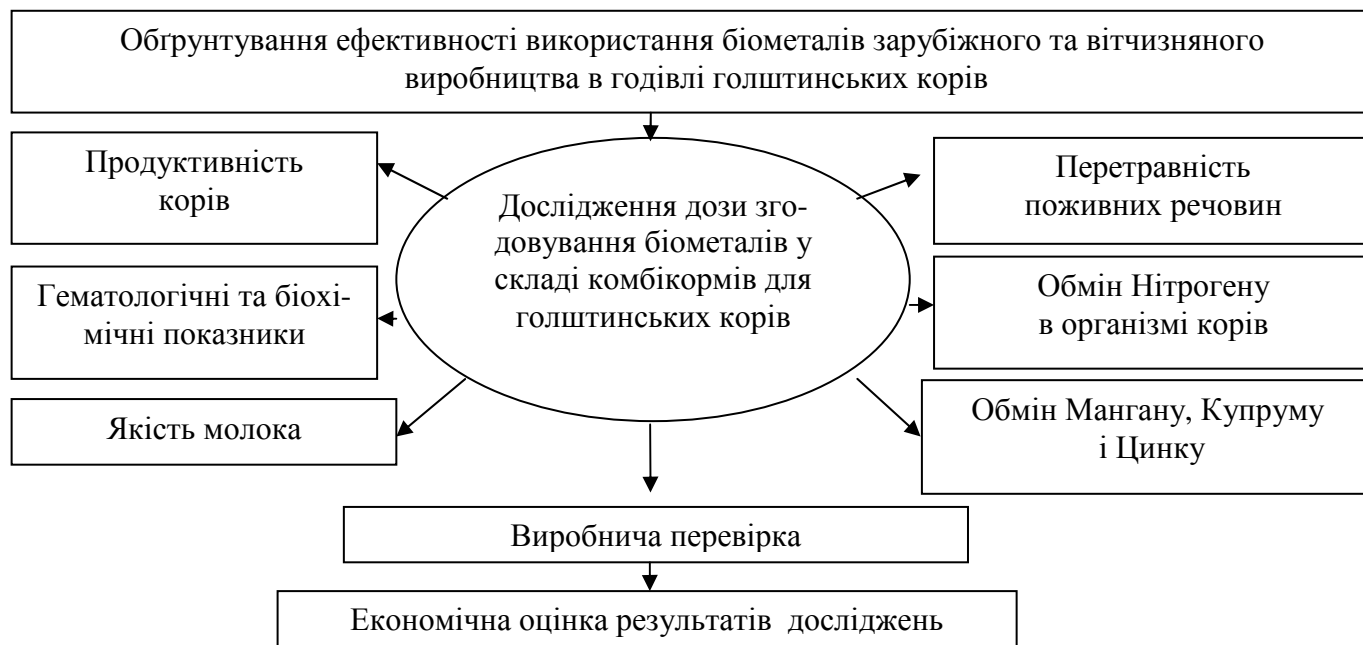 Обґрунтування ефективності використання біометалів зарубіжного та вітчизняного
виробництва в годівлі голштинських корів
Продуктивність
корів
Гематологічні та біохі-
мічні показники
Якість молока
Дослідження дози зго-
довування біометалів у
складі комбікормів для
голштинських корів
Перетравність
поживних речовин
Обмін Нітрогену
в організмі корів
Обмін Мангану, Купруму
і Цинку
Виробнича перевірка
Економічна оцінка результатів досліджень